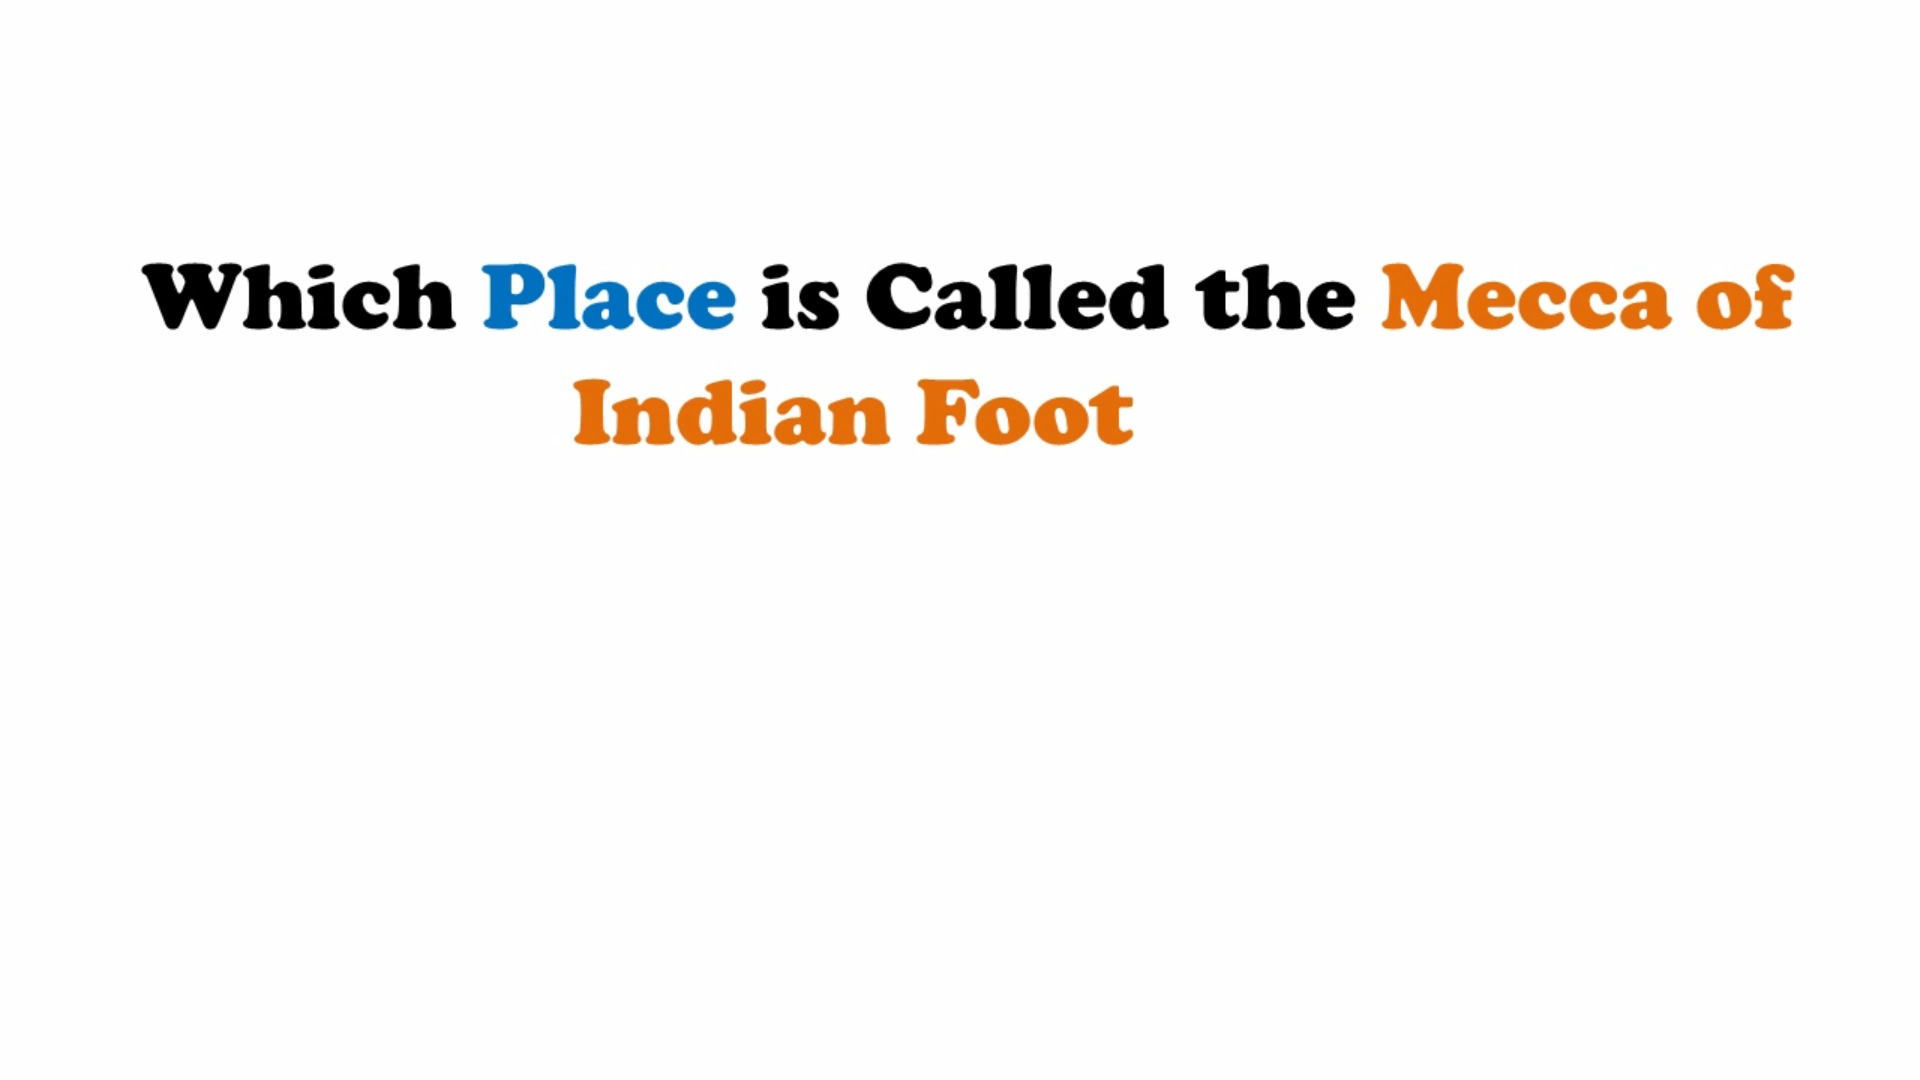 Which Place is Called the Mecca of
Indian Foot